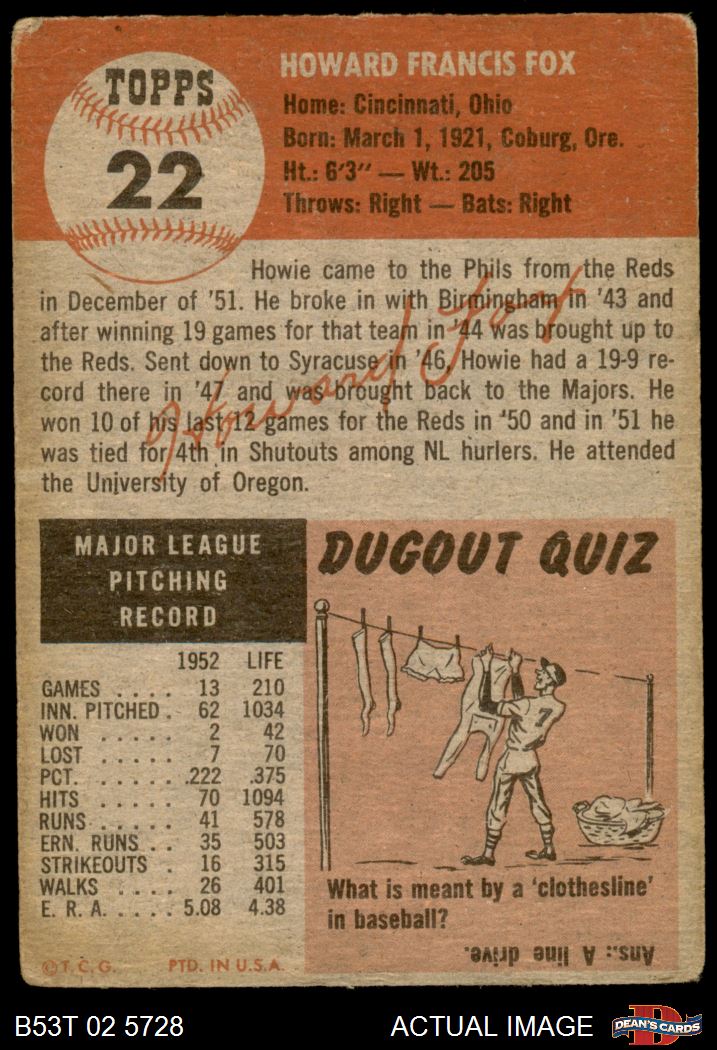 TOPPS
22
HOWARD FRANCIS FOX
Home: Cincinnati, Ohio
Born: March 1, 1921, Coburg, Ore.
Ht.: 6'3" — Wt.: 205
Throws: Right — Bats: Right
Howie came to the Phils from the Reds
in December of '51. He broke in with Birmingham in '43 and
after winning 19 games for that team in '44 was brought up to
the Reds. Sent down to Syracuse in '46, Howie had a 19-9 re-
cord there in '47 and was brought back to the Majors. He
won 10 of his last 12 games for the Reds in '50 and in '51 he
was tied for 4th in Shutouts among NL hurlers. He attended
the University of Oregon.
Howard Fox
MAJOR LEAGUE
PITCHING
RECORD
1952 LIFE
GAMES . . . . 13 210
INN. PITCHED . 62 1034
WON . . . . . 2 42
LOST . . . . . 7 70
PCT. . . . . . .222 .375
HITS . . . . . 70 1094
RUNS . . . . . 41 578
ERN. RUNS . . 35 503
STRIKEOUTS . 16 315
WALKS . . . . 26 401
E. R. A. . . . . 5.08 4.38
©T.C.G. PTD. IN U.S.A.
DUGOUT QUIZ
7
What is meant by a 'clothesline'
in baseball?
Ans.: A line drive.
B53T 02 5728
ACTUAL IMAGE
D
DEAN'S CARDS